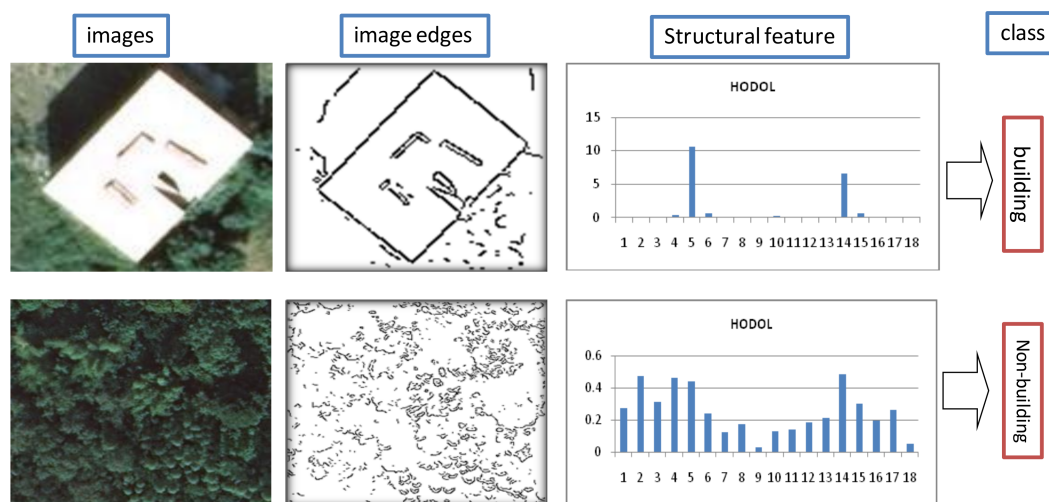 images
image edges
Structural feature
class
HODOL
15
10
5
0
1 2 3 4 5 6 7 8 9 10 11 12 13 14 15 16 17 18
building
HODOL
0.6
0.4
0.2
0
1 2 3 4 5 6 7 8 9 10 11 12 13 14 15 16 17 18
Non-building